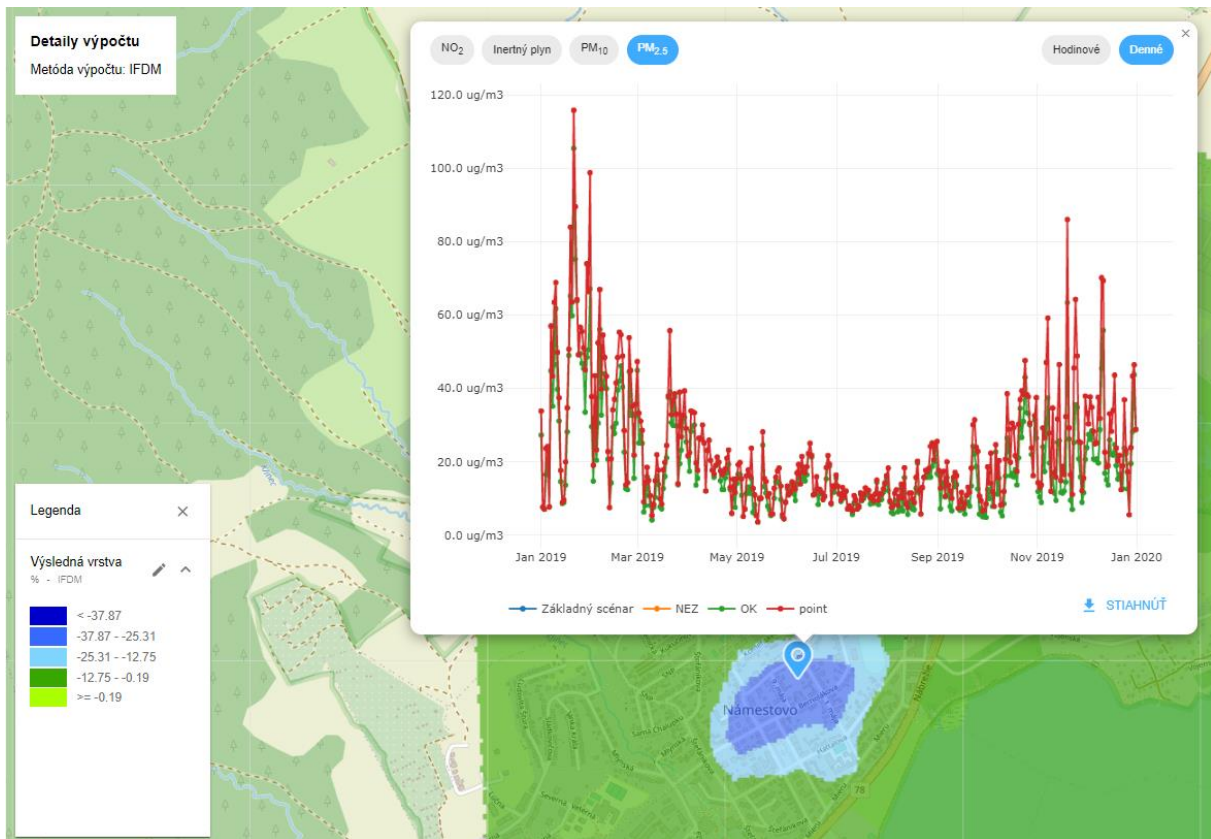 Detaily výpočtu
Metóda výpočtu: IFDM
NO2
Inertný plyn
PM10
PM2.5
Hodinové
Denné
120.0 ug/m3
100.0 ug/m3
80.0 ug/m3
60.0 ug/m3
40.0 ug/m3
20.0 ug/m3
0.0 ug/m3
Jan 2019
Mar 2019
May 2019
Jul 2019
Sep 2019
Nov 2019
Jan 2020
Základný scénar
NEZ
OK
point
STIAHNÚŤ
Legenda
Výsledná vrstva
% - IFDM
< -37.87
-37.87 - -25.31
-25.31 - -12.75
-12.75 - -0.19
>= -0.19
Námestovo
Nábrežie
78